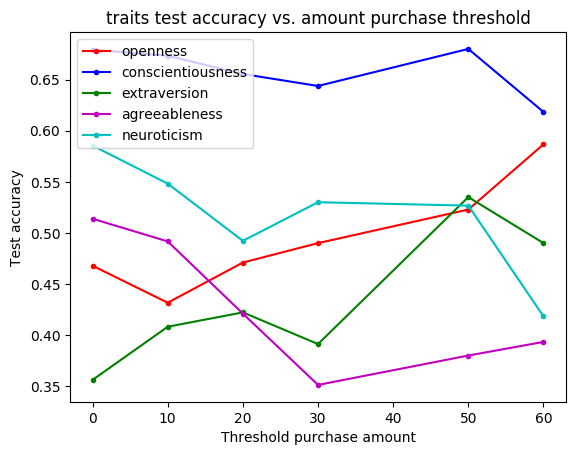 traits test accuracy vs. amount purchase threshold
openness
conscientiousness
extraversion
agreeableness
neuroticism
Test accuracy
0.65
0.60
0.55
0.50
0.45
0.40
0.35
0 10 20 30 40 50 60
Threshold purchase amount